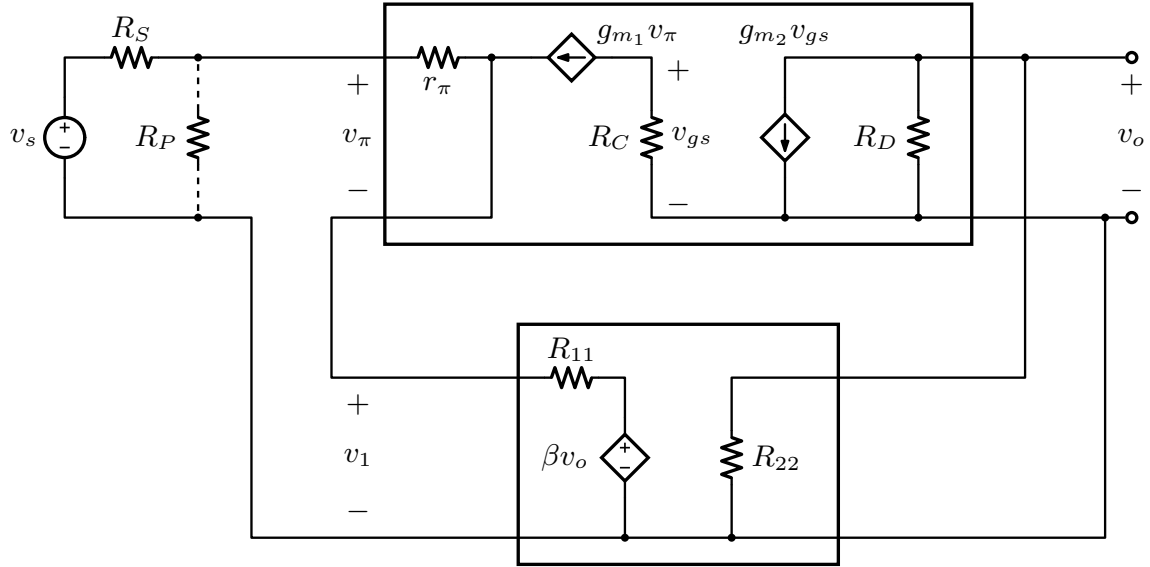 R_S
g_{m_1}v_π
g_{m_2}v_{gs}
+
r_π
+
+
v_s
+
−
R_P
v_π
R_C
v_{gs}
R_D
v_o
−
−
−
R_{11}
+
v_1
βv_o
+
−
R_{22}
−